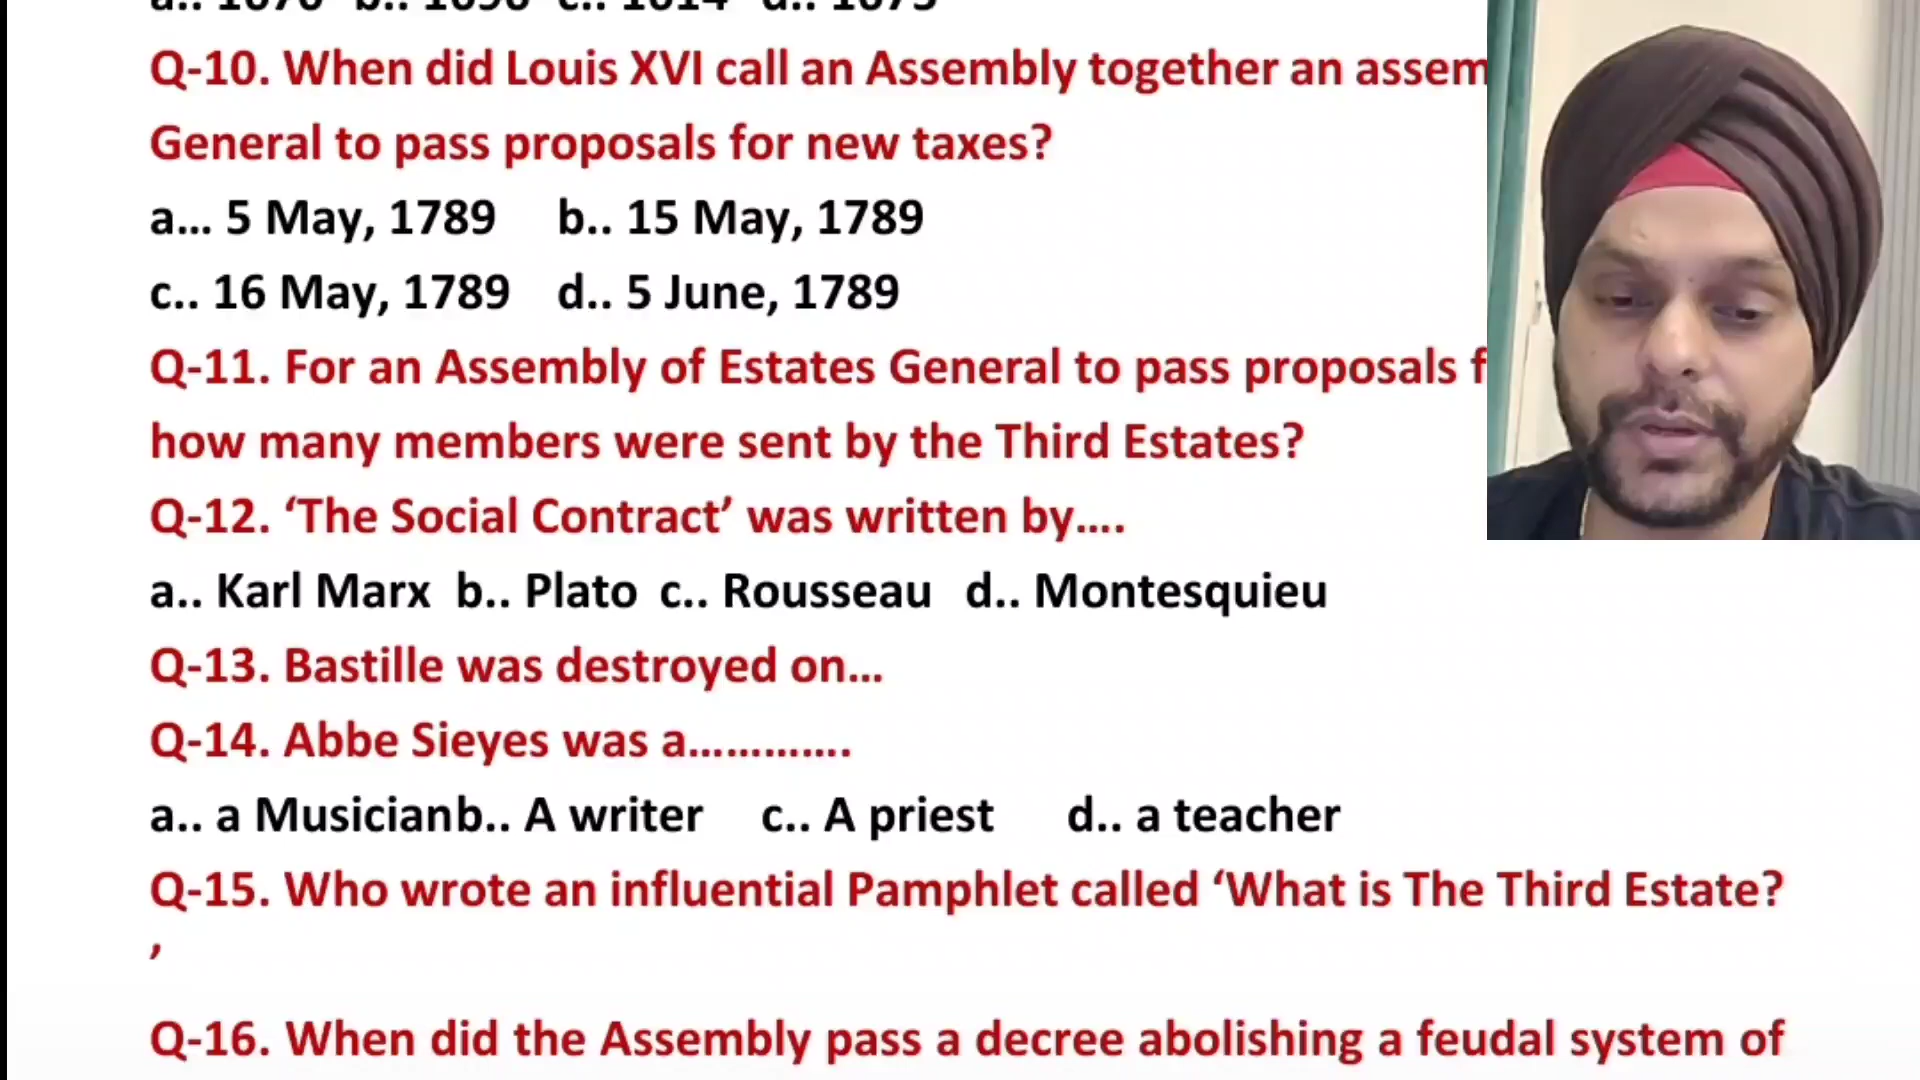 Q-10. When did Louis XVI call an Assembly together an assem
General to pass proposals for new taxes?
a... 5 May, 1789 b.. 15 May, 1789
c.. 16 May, 1789 d.. 5 June, 1789
Q-11. For an Assembly of Estates General to pass proposals f
how many members were sent by the Third Estates?
Q-12. ‘The Social Contract’ was written by....
a.. Karl Marx b.. Plato c.. Rousseau d.. Montesquieu
Q-13. Bastille was destroyed on...
Q-14. Abbe Sieyes was a.............
a.. a Musicianb.. A writer c.. A priest d.. a teacher
Q-15. Who wrote an influential Pamphlet called ‘What is The Third Estate?
’
Q-16. When did the Assembly pass a decree abolishing a feudal system of